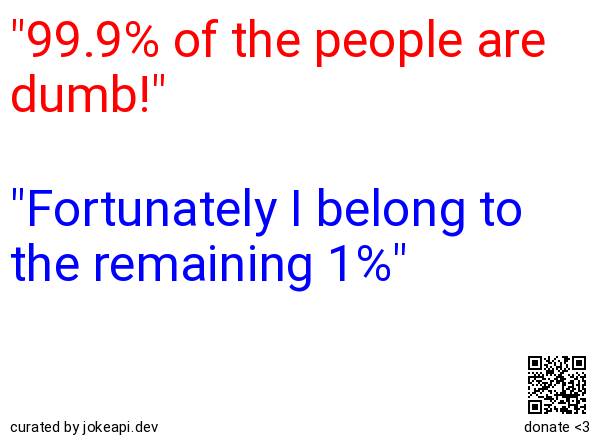 "99.9% of the people are
dumb!"
"Fortunately I belong to
the remaining 1%"
curated by jokeapi.dev
donate <3